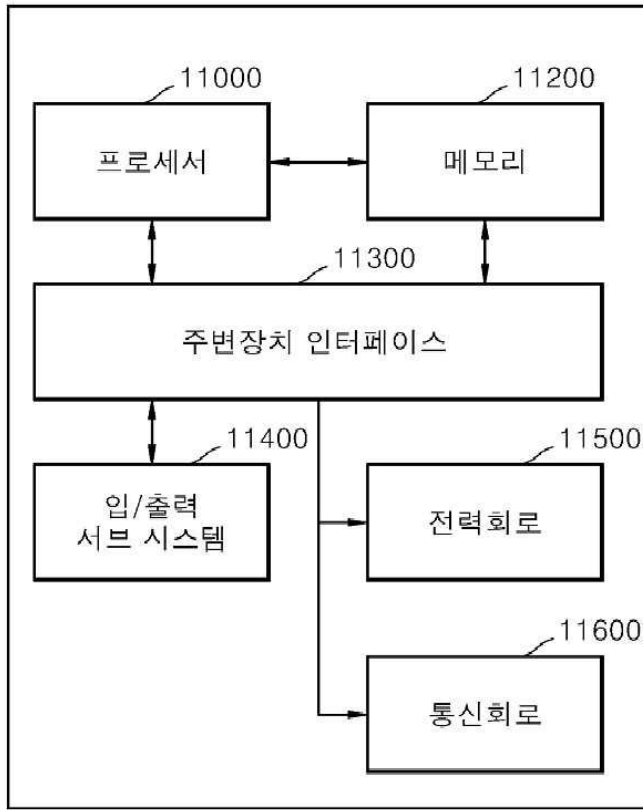 11000
프로세서
11200
메모리
11300
주변장치 인터페이스
11400
입/출력
서브 시스템
11500
전력회로
11600
통신회로